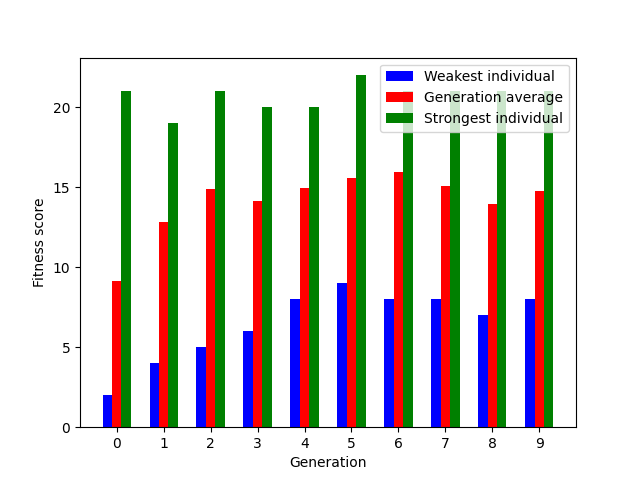 Weakest individual
Generation average
Strongest individual
20
15
10
5
0
Fitness score
0 1 2 3 4 5 6 7 8 9
Generation